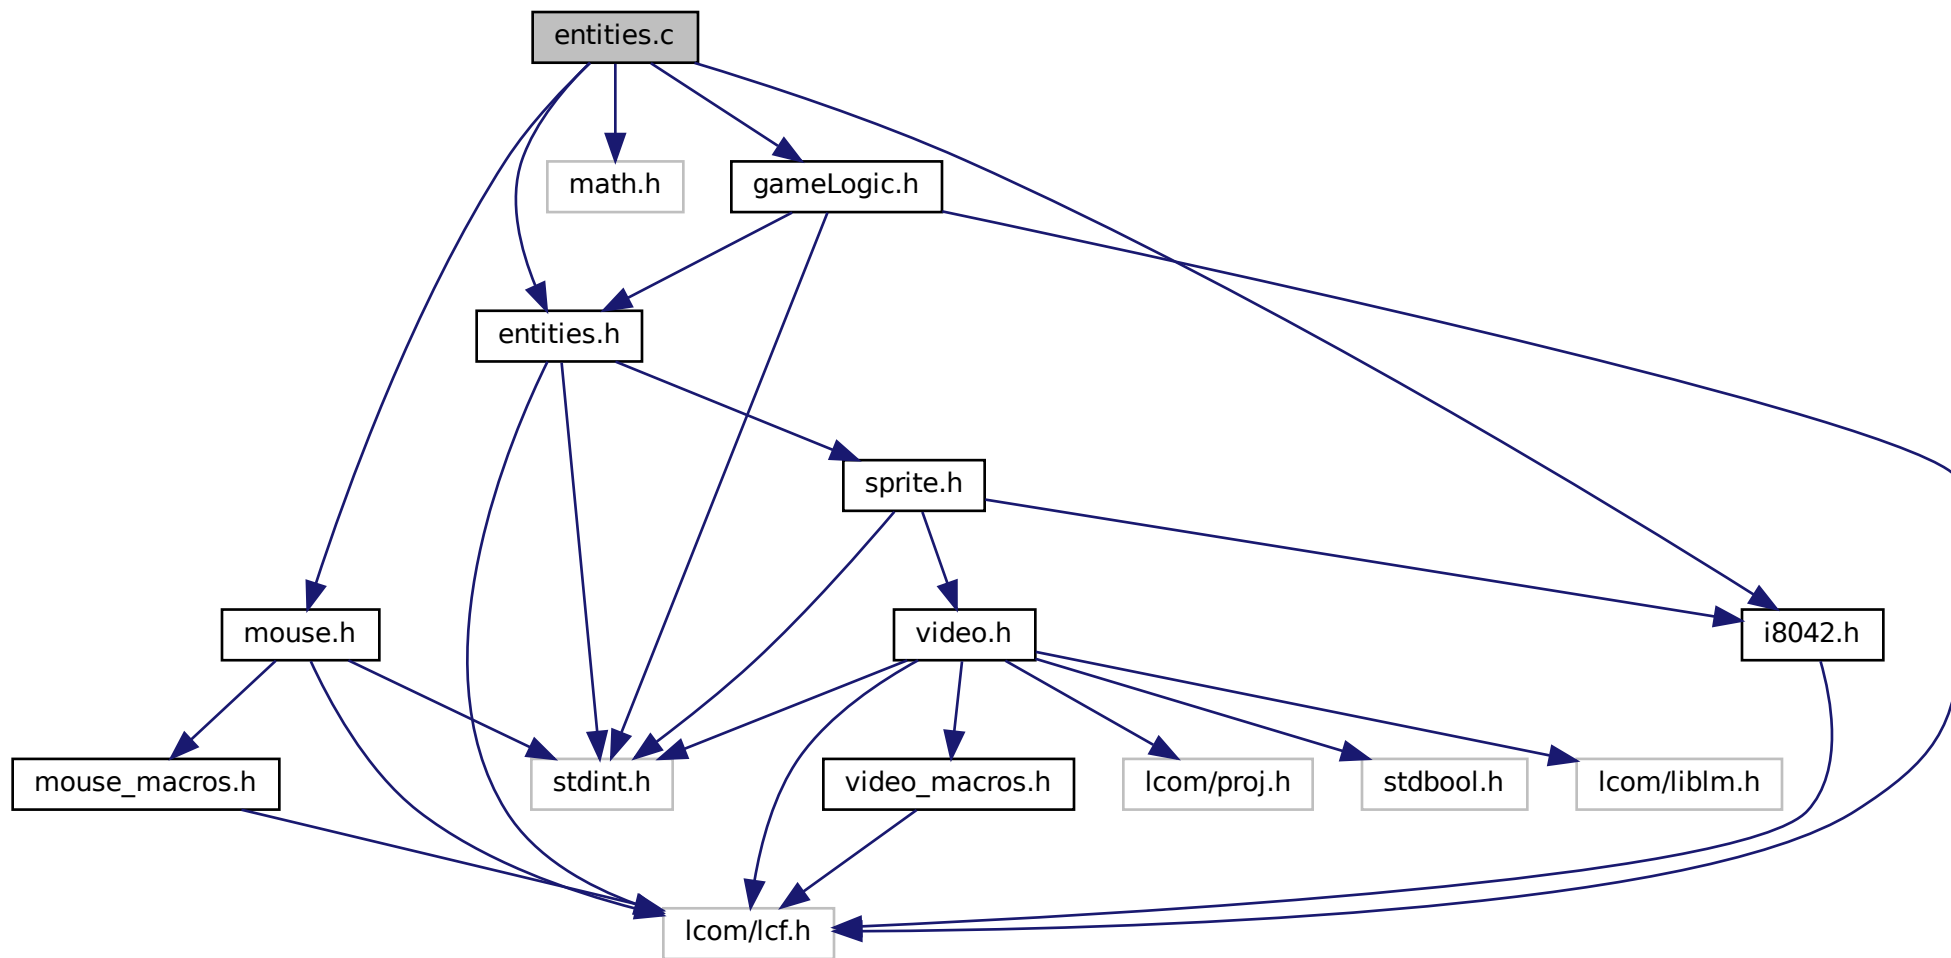 entities.c
math.h
gameLogic.h
entities.h
sprite.h
mouse.h
video.h
i8042.h
mouse_macros.h
stdint.h
video_macros.h
lcom/proj.h
stdbool.h
lcom/liblm.h
lcom/lcf.h